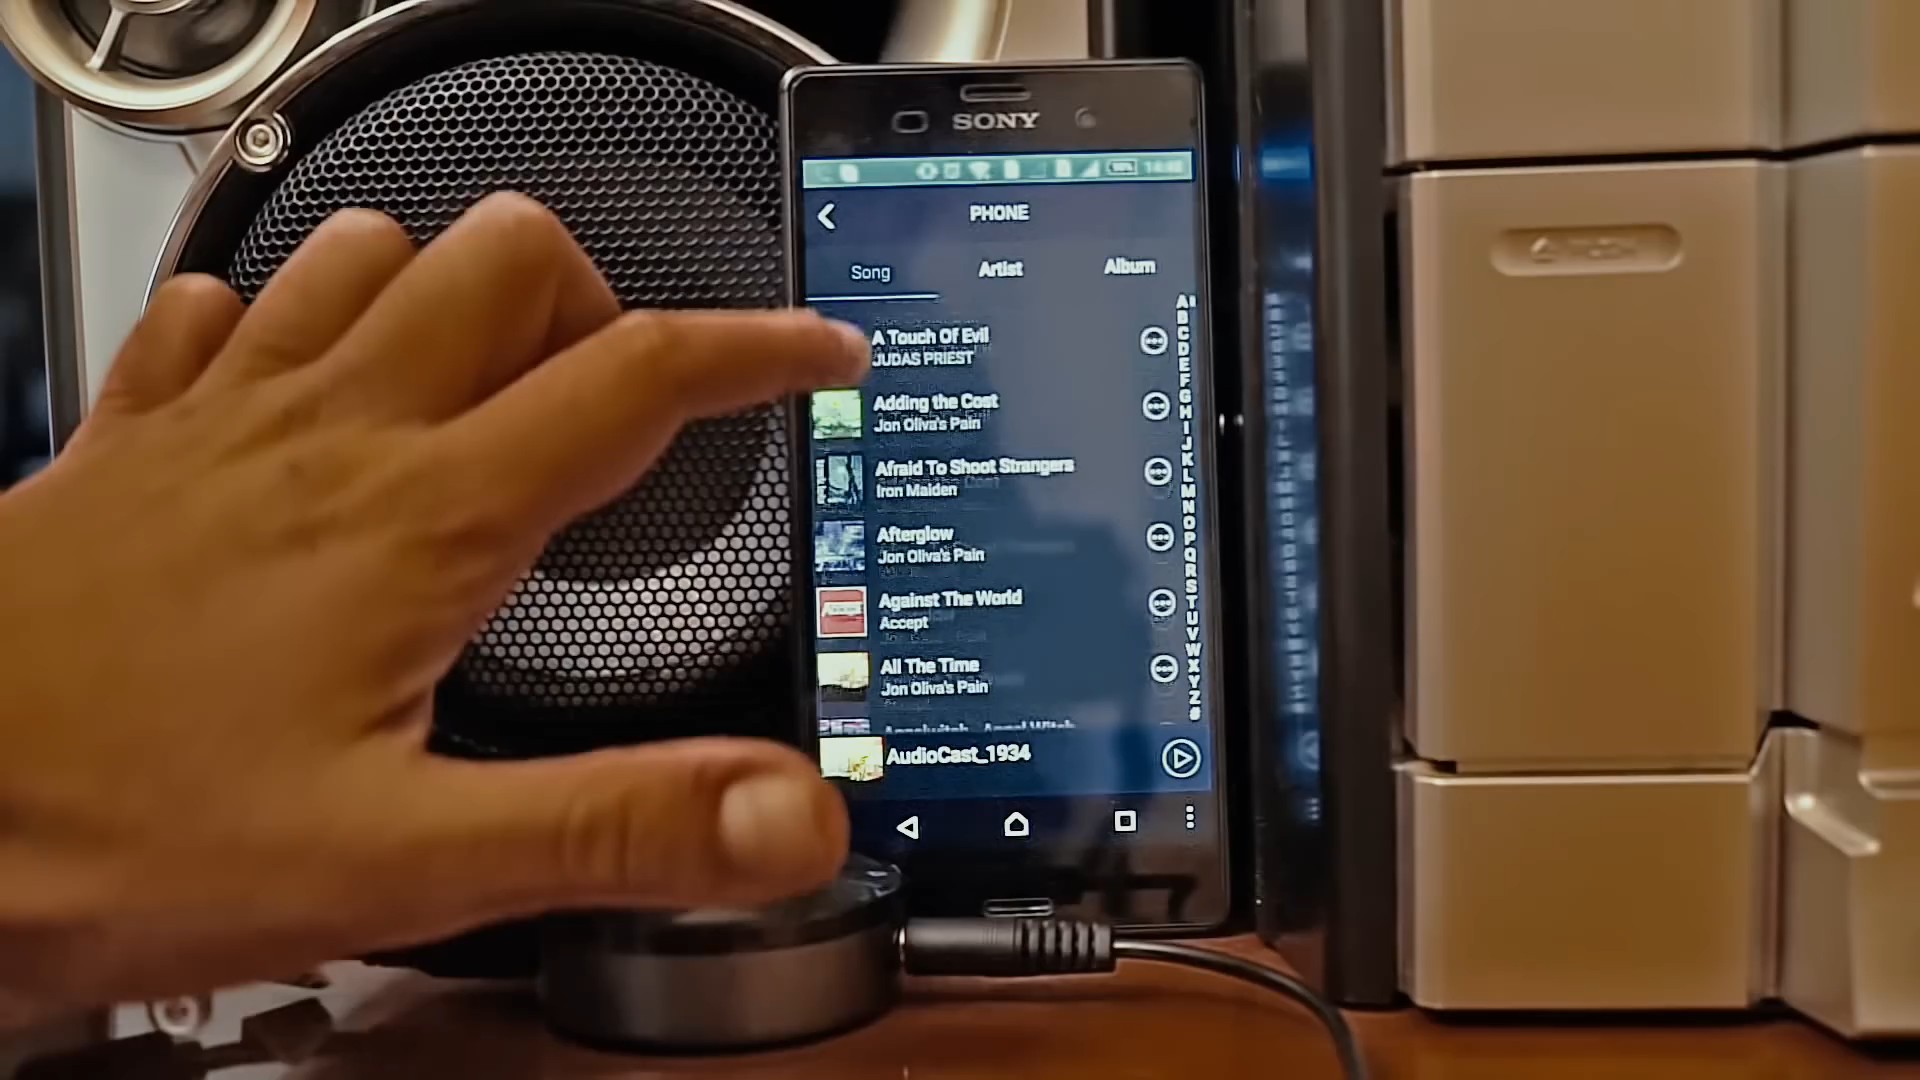 SONY
PHONE
Song Artist Album
A Touch Of Evil
JUDAS PRIEST
Adding the Cost
Jon Oliva's Pain
Afraid To Shoot Strangers
Iron Maiden
Afterglow
Jon Oliva's Pain
Against The World
Accept
All The Time
Jon Oliva's Pain
AudioCast_1934
A
B
C
D
E
F
G
H
I
J
K
L
M
N
O
P
Q
R
S
T
U
V
W
X
Y
Z
#